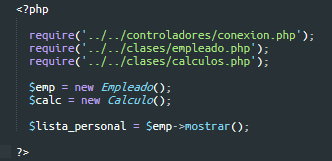 <?php
require('../../controladores/conexion.php');
require('../../clases/empleado.php');
require('../../clases/calculos.php');
$emp = new Empleado();
$calc = new Calculo();
$lista_personal = $emp->mostrar();
?>